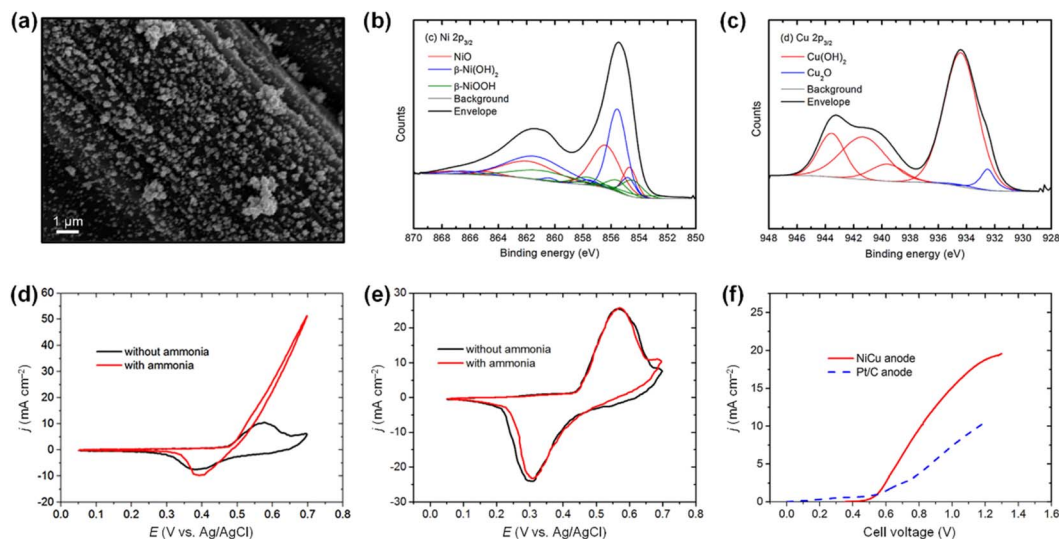 (a)
1 μm
(b)
(c) Ni 2p3/2
NiO
β-Ni(OH)2
β-NiOOH
Background
Envelope
Counts
870 868 866 864 862 860 858 856 854 852 850
Binding energy (eV)
(c)
(d) Cu 2p3/2
Cu(OH)2
Cu2O
Background
Envelope
Counts
948 946 944 942 940 938 936 934 932 930 928
Binding energy (eV)
(d)
60
50
40
30
20
10
0
-10
-20
j (mA cm–2)
without ammonia
with ammonia
0.0 0.1 0.2 0.3 0.4 0.5 0.6 0.7 0.8
E (V vs. Ag/AgCl)
(e)
30
20
10
0
-10
-20
-30
j (mA cm–2)
without ammonia
with ammonia
0.0 0.1 0.2 0.3 0.4 0.5 0.6 0.7 0.8
E (V vs. Ag/AgCl)
(f)
25
20
15
10
5
0
j (mA cm–2)
NiCu anode
Pt/C anode
0.0 0.2 0.4 0.6 0.8 1.0 1.2 1.4 1.6
Cell voltage (V)